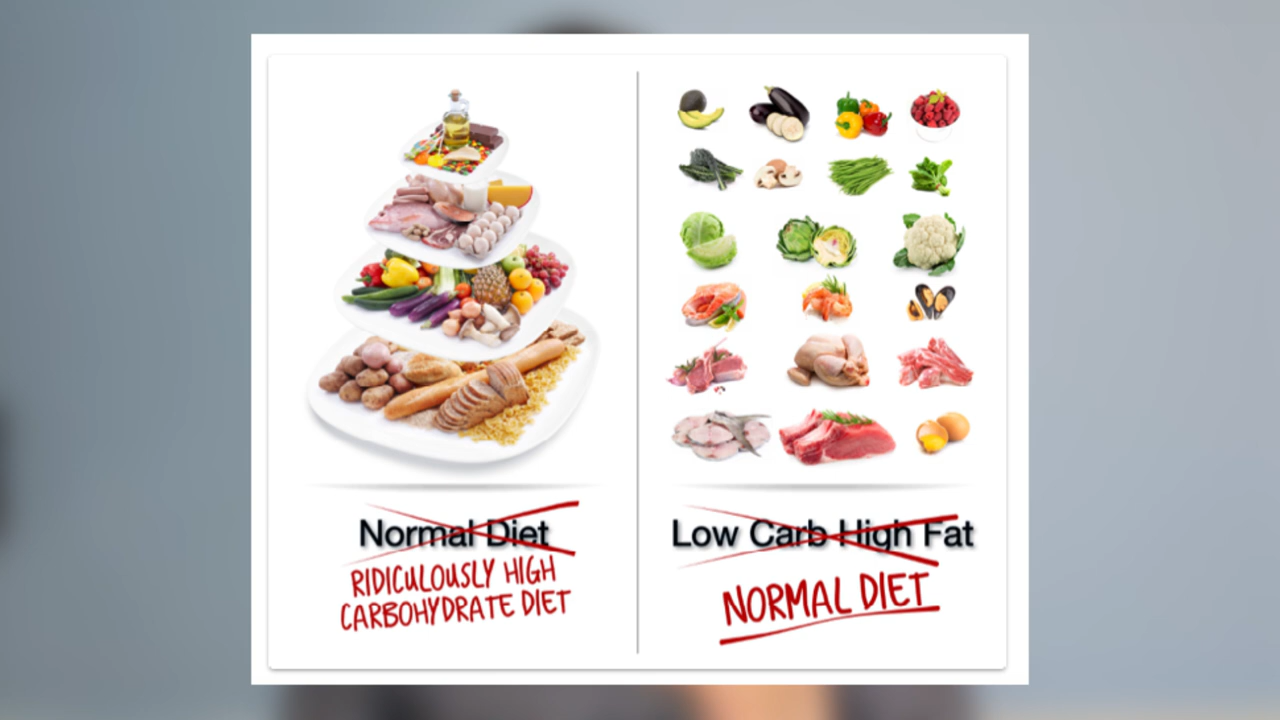 Normal Diet
RIDICULOUSLY HIGH
CARBOHYDRATE DIET
Low Carb High Fat
NORMAL DIET